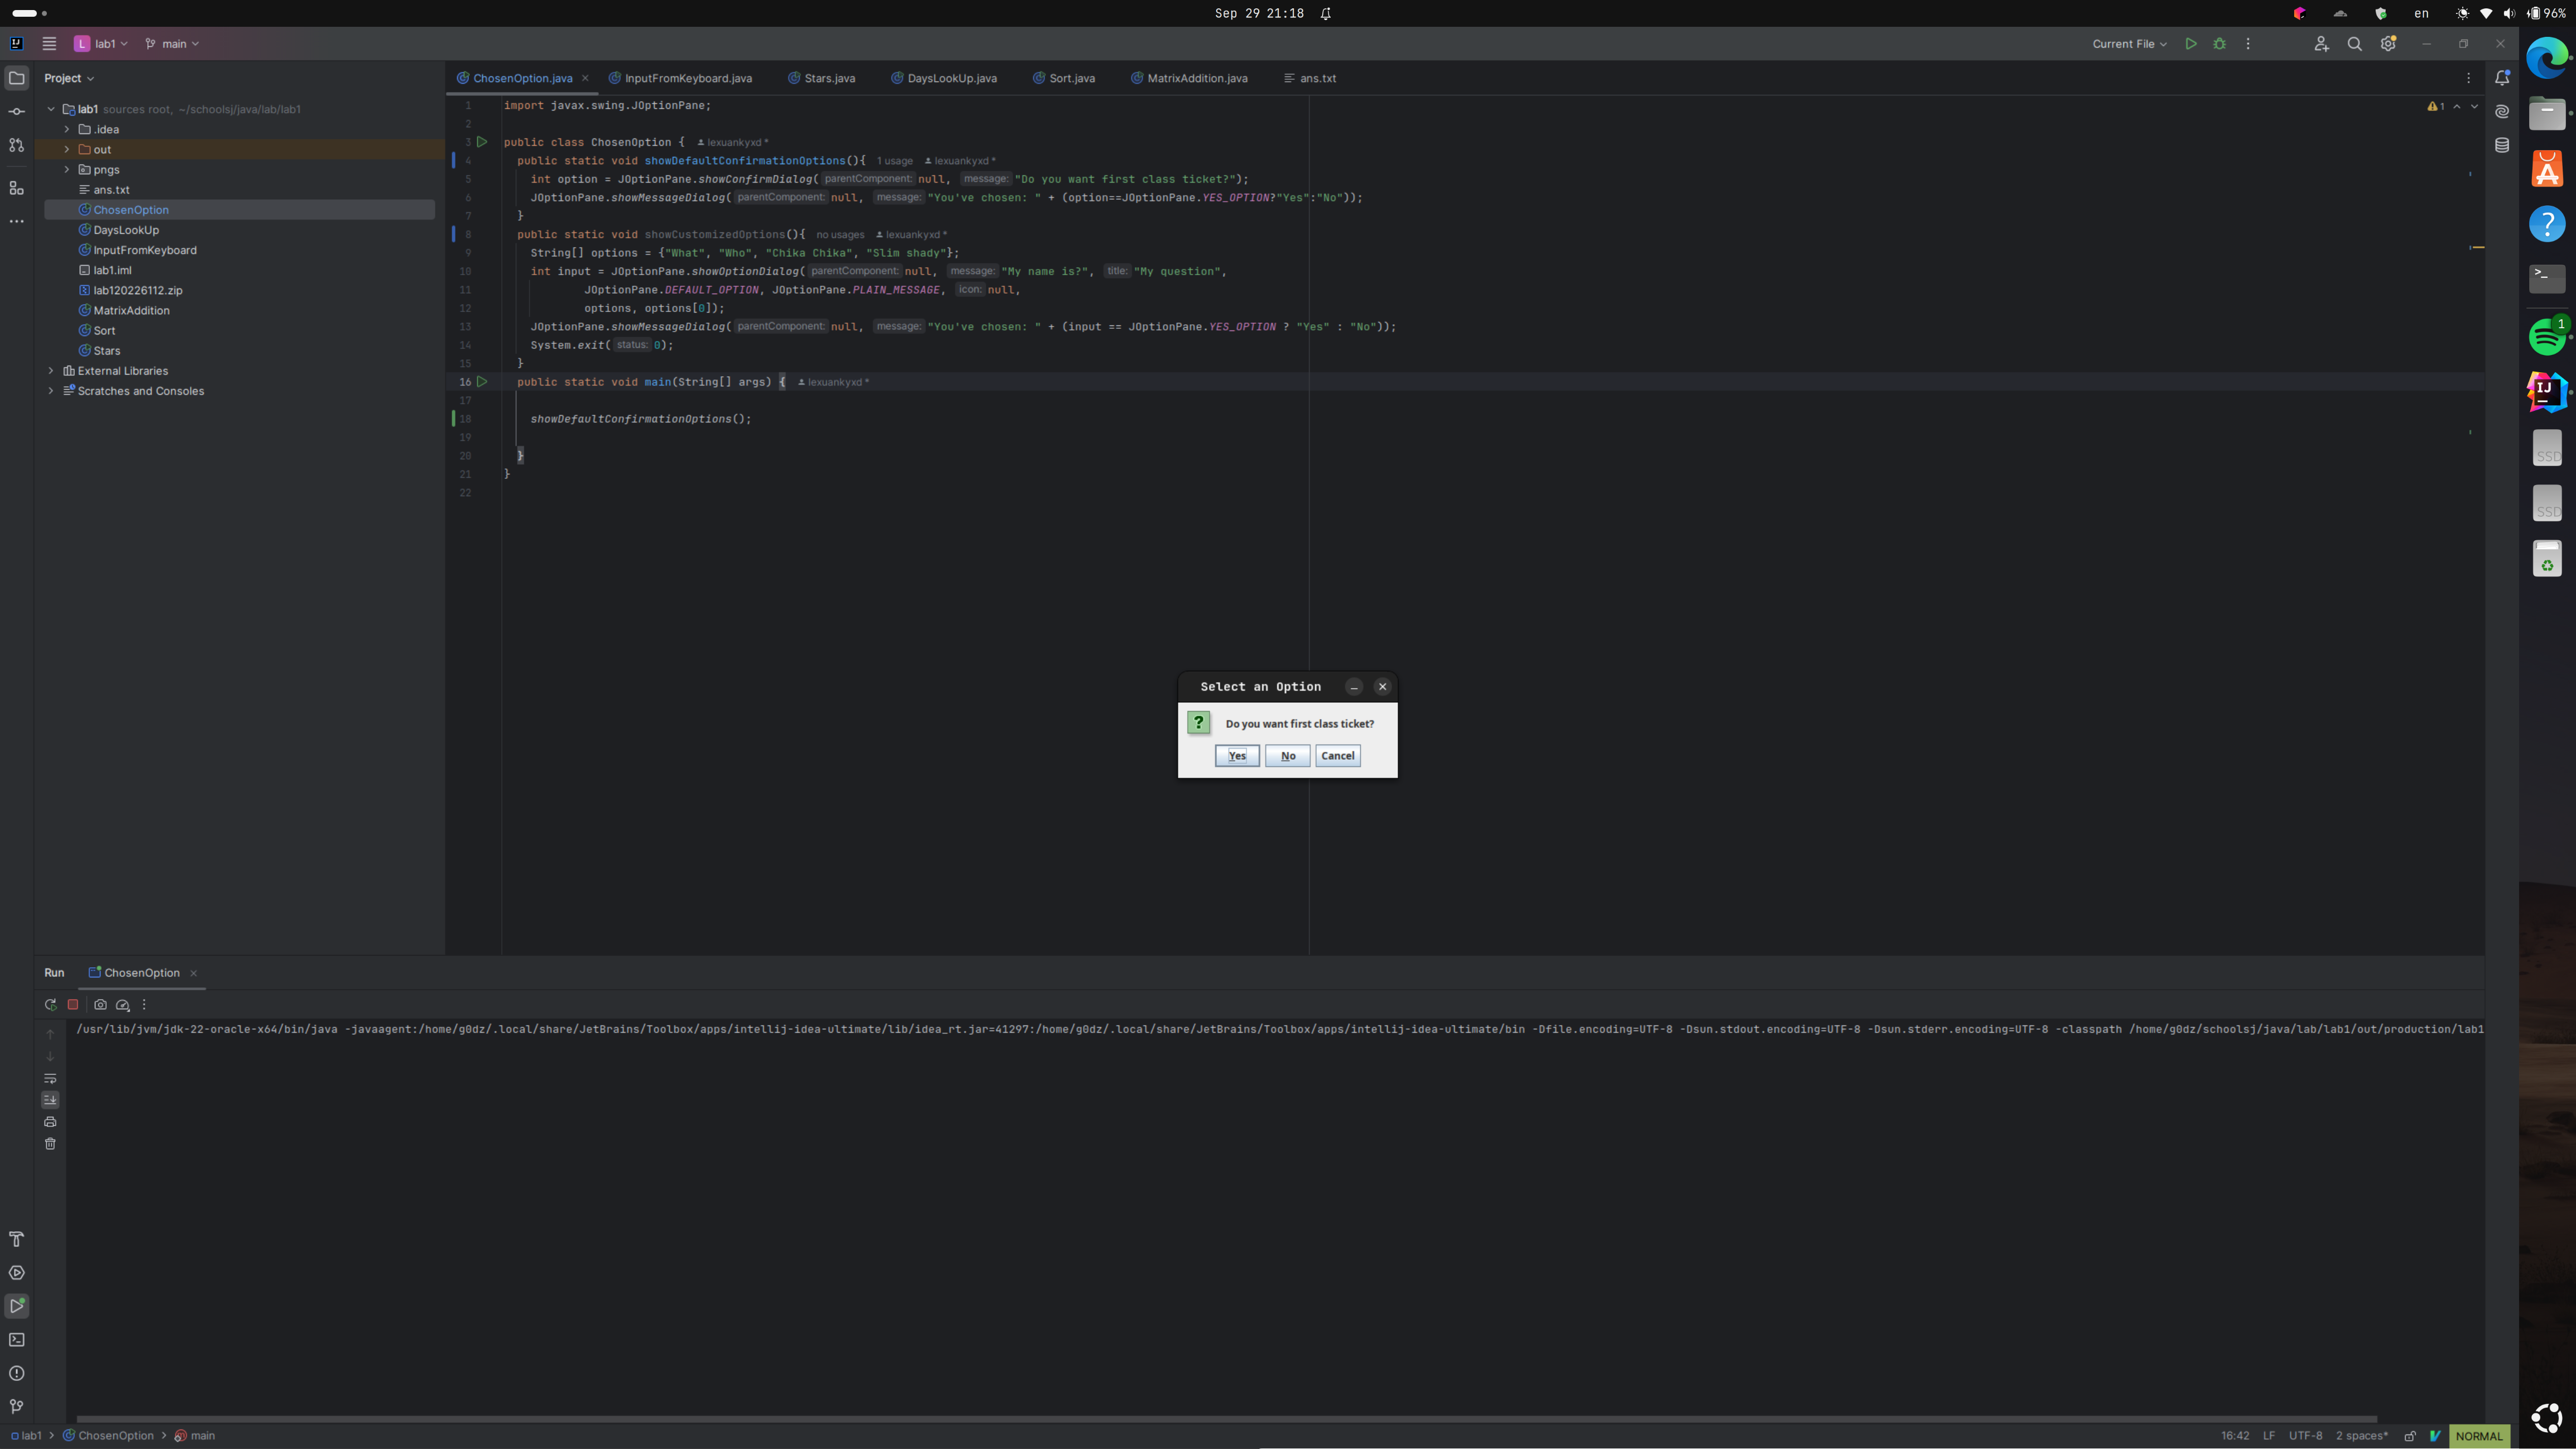 Sep 29 21:18
en
96%
L lab1
main
Current File
Project
lab1 sources root, ~/schoolsj/java/lab/lab1
.idea
out
pngs
ans.txt
ChosenOption
DaysLookUp
InputFromKeyboard
lab1.iml
lab120226112.zip
MatrixAddition
Sort
Stars
External Libraries
Scratches and Consoles
ChosenOption.java
InputFromKeyboard.java
Stars.java
DaysLookUp.java
Sort.java
MatrixAddition.java
ans.txt
1
1 import javax.swing.JOptionPane;
2
3 public class ChosenOption { lexuankyxd *
4 public static void showDefaultConfirmationOptions(){ 1 usage lexuankyxd *
5 int option = JOptionPane.showConfirmDialog( parentComponent: null, message: "Do you want first class ticket?");
6 JOptionPane.showMessageDialog( parentComponent: null, message: "You've chosen: " + (option==JOptionPane.YES_OPTION?"Yes":"No"));
7 }
8 public static void showCustomizedOptions(){ no usages lexuankyxd *
9 String[] options = {"What", "Who", "Chika Chika", "Slim shady"};
10 int input = JOptionPane.showOptionDialog( parentComponent: null, message: "My name is?", title: "My question",
11 JOptionPane.DEFAULT_OPTION, JOptionPane.PLAIN_MESSAGE, icon: null,
12 options, options[0]);
13 JOptionPane.showMessageDialog( parentComponent: null, message: "You've chosen: " + (input == JOptionPane.YES_OPTION ? "Yes" : "No"));
14 System.exit( status: 0);
15 }
16 public static void main(String[] args) { lexuankyxd *
17
18 showDefaultConfirmationOptions();
19
20 }
21 }
22
Select an Option
? Do you want first class ticket?
Yes No Cancel
Run ChosenOption
/usr/lib/jvm/jdk-22-oracle-x64/bin/java -javaagent:/home/g0dz/.local/share/JetBrains/Toolbox/apps/intellij-idea-ultimate/lib/idea_rt.jar=41297:/home/g0dz/.local/share/JetBrains/Toolbox/apps/intellij-idea-ultimate/bin -Dfile.encoding=UTF-8 -Dsun.stdout.encoding=UTF-8 -Dsun.stderr.encoding=UTF-8 -classpath /home/g0dz/schoolsj/java/lab/lab1/out/production/lab1
lab1 > ChosenOption > main
16:42 LF UTF-8 2 spaces* NORMAL
1
IJ
SSD
SSD